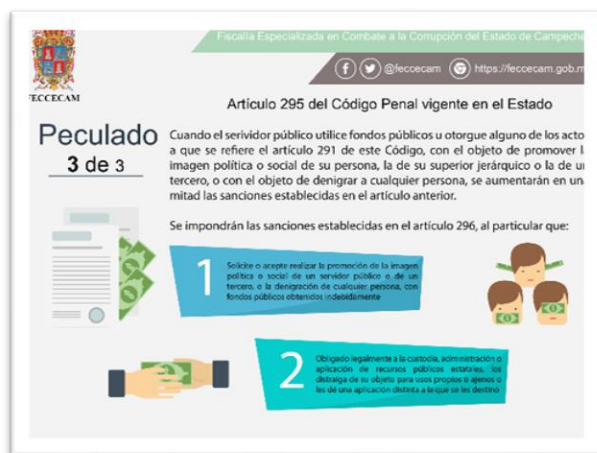 Fiscalía Especializada en Combate a la Corrupción del Estado de Campeche
@feccecam https://feccecam.gob.m
FECCECAM
Artículo 295 del Código Penal vigente en el Estado
Peculado
3 de 3
Cuando el serividor público utilice fondos públicos u otorgue alguno de los acto
a que se refiere el artículo 291 de este Código, con el objeto de promover l
imagen política o social de su persona, la de su superior jerárquico o la de u
tercero, o con el objeto de denigrar a cualquier persona, se aumentarán en un
mitad las sanciones establecidas en el artículo anterior.
Se impondrán las sanciones establecidas en el artículo 296, al particular que:
1
Solicite o acepte realizar la promoción de la imagen
política o social de un servidor público o de un
tercero, o la denigración de cualquier persona, con
fondos públicos obtenidos indebidamente
2
Obligado legalmente a la custodia, administración o
aplicación de recursos públicos estatales, los
distraiga de su objeto para usos propios o ajenos o
les dé una aplicación distinta a la que se les destinó